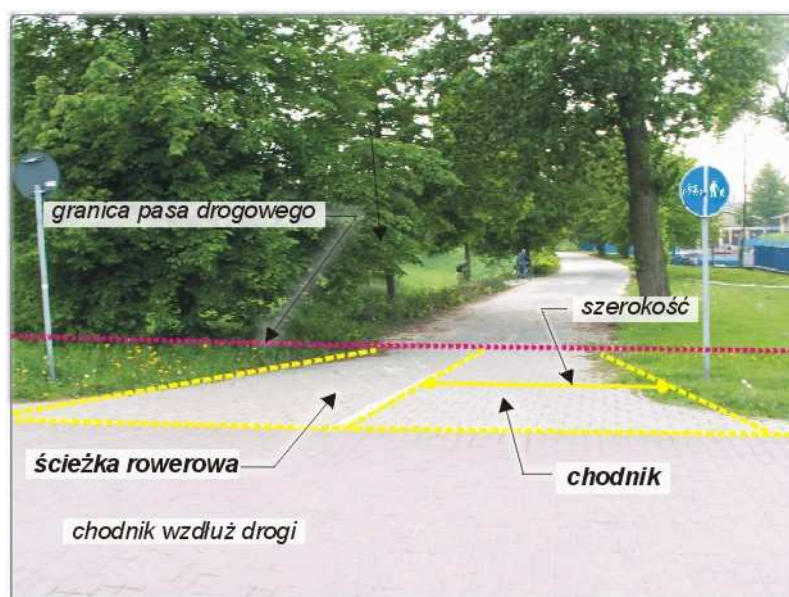 granica pasa drogowego
szerokość
ścieżka rowerowa
chodnik
chodnik wzdłuż drogi